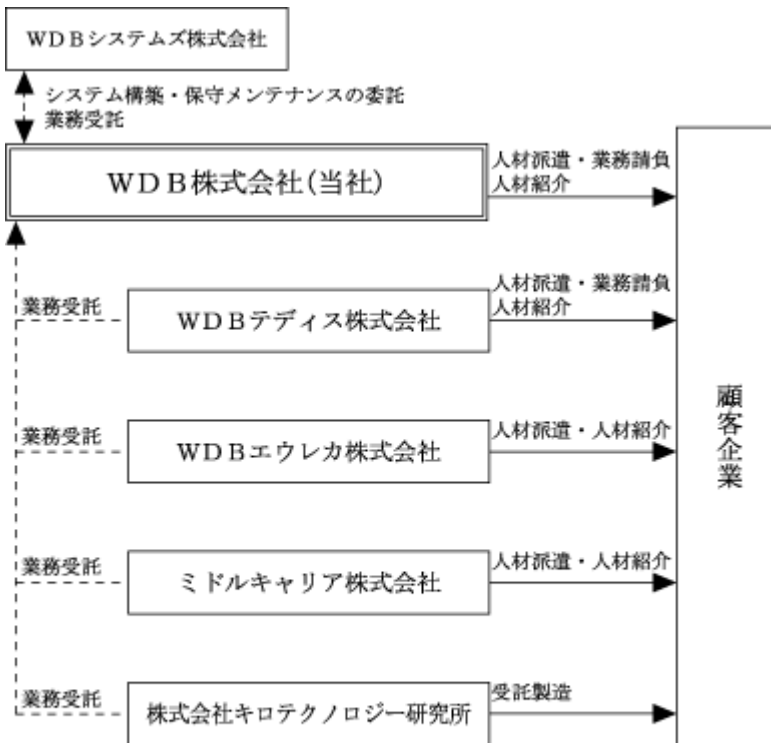 ＷＤＢシステムズ株式会社
システム構築・保守メンテナンスの委託
業務受託
ＷＤＢ株式会社(当社)
人材派遣・業務請負
人材紹介
業務受託
ＷＤＢテディス株式会社
人材派遣・業務請負
人材紹介
業務受託
ＷＤＢエウレカ株式会社
人材派遣・人材紹介
業務受託
ミドルキャリア株式会社
人材派遣・人材紹介
業務受託
株式会社キロテクノロジー研究所
受託製造
顧客企業